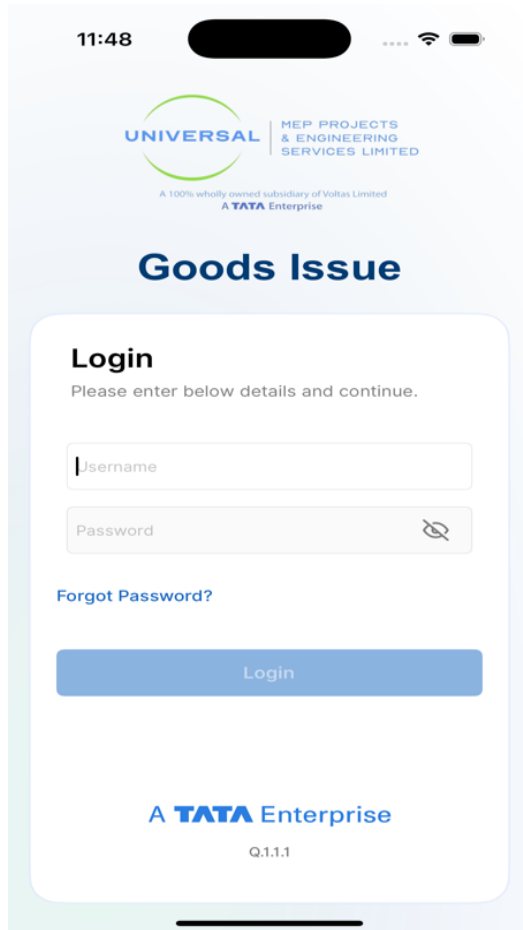 11:48
UNIVERSAL
MEP PROJECTS
& ENGINEERING
SERVICES LIMITED
A 100% wholly owned subsidiary of Voltas Limited
A TATA Enterprise
Goods Issue
Login
Please enter below details and continue.
Username
Password
Forgot Password?
Login
A TATA Enterprise
Q.1.1.1